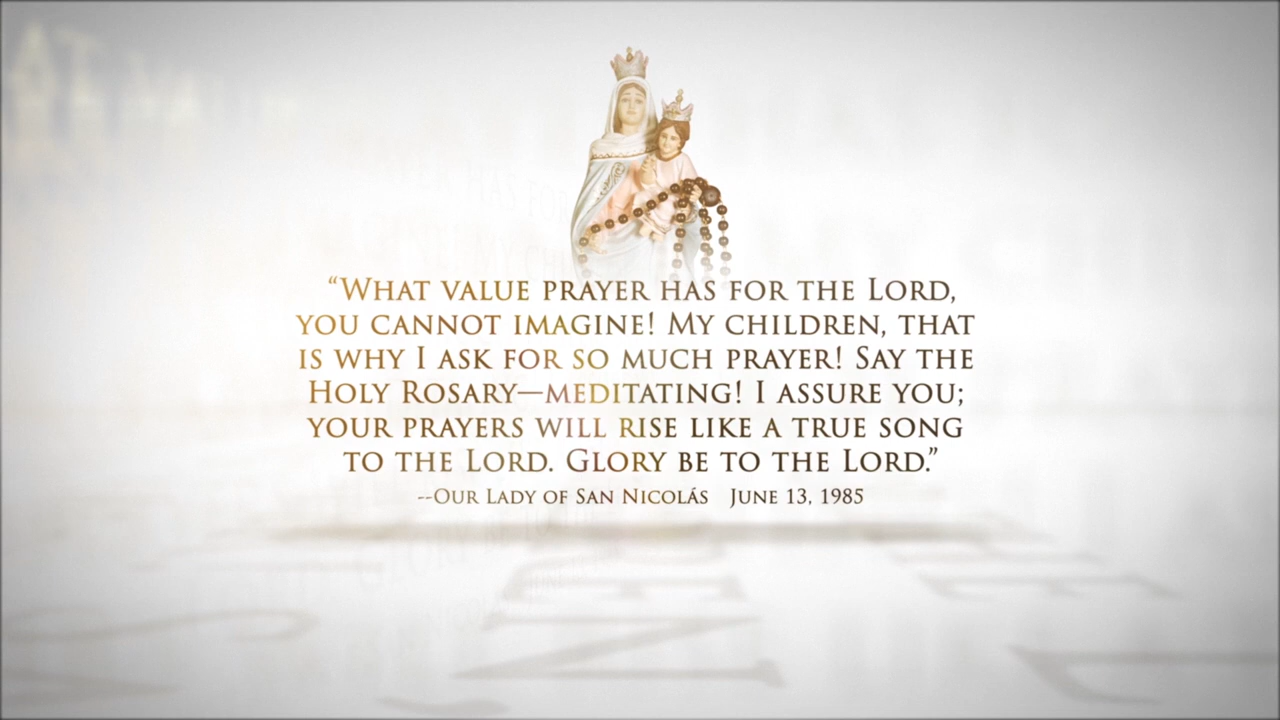 “What value prayer has for the Lord,
you cannot imagine! My children, that
is why I ask for so much prayer! Say the
Holy Rosary—meditating! I assure you;
your prayers will rise like a true song
to the Lord. Glory be to the Lord.”
--Our Lady of San Nicolás June 13, 1985